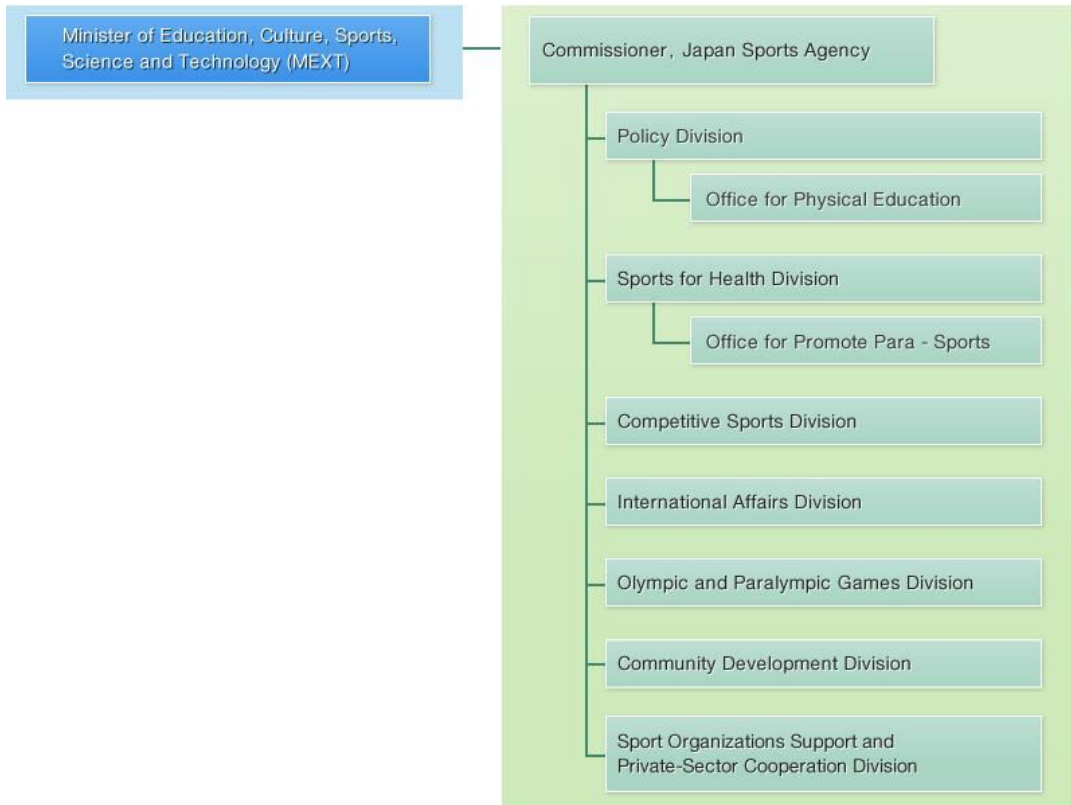 Minister of Education, Culture, Sports,
Science and Technology (MEXT)
Commissioner, Japan Sports Agency
Policy Division
Office for Physical Education
Sports for Health Division
Office for Promote Para - Sports
Competitive Sports Division
International Affairs Division
Olympic and Paralympic Games Division
Community Development Division
Sport Organizations Support and
Private-Sector Cooperation Division